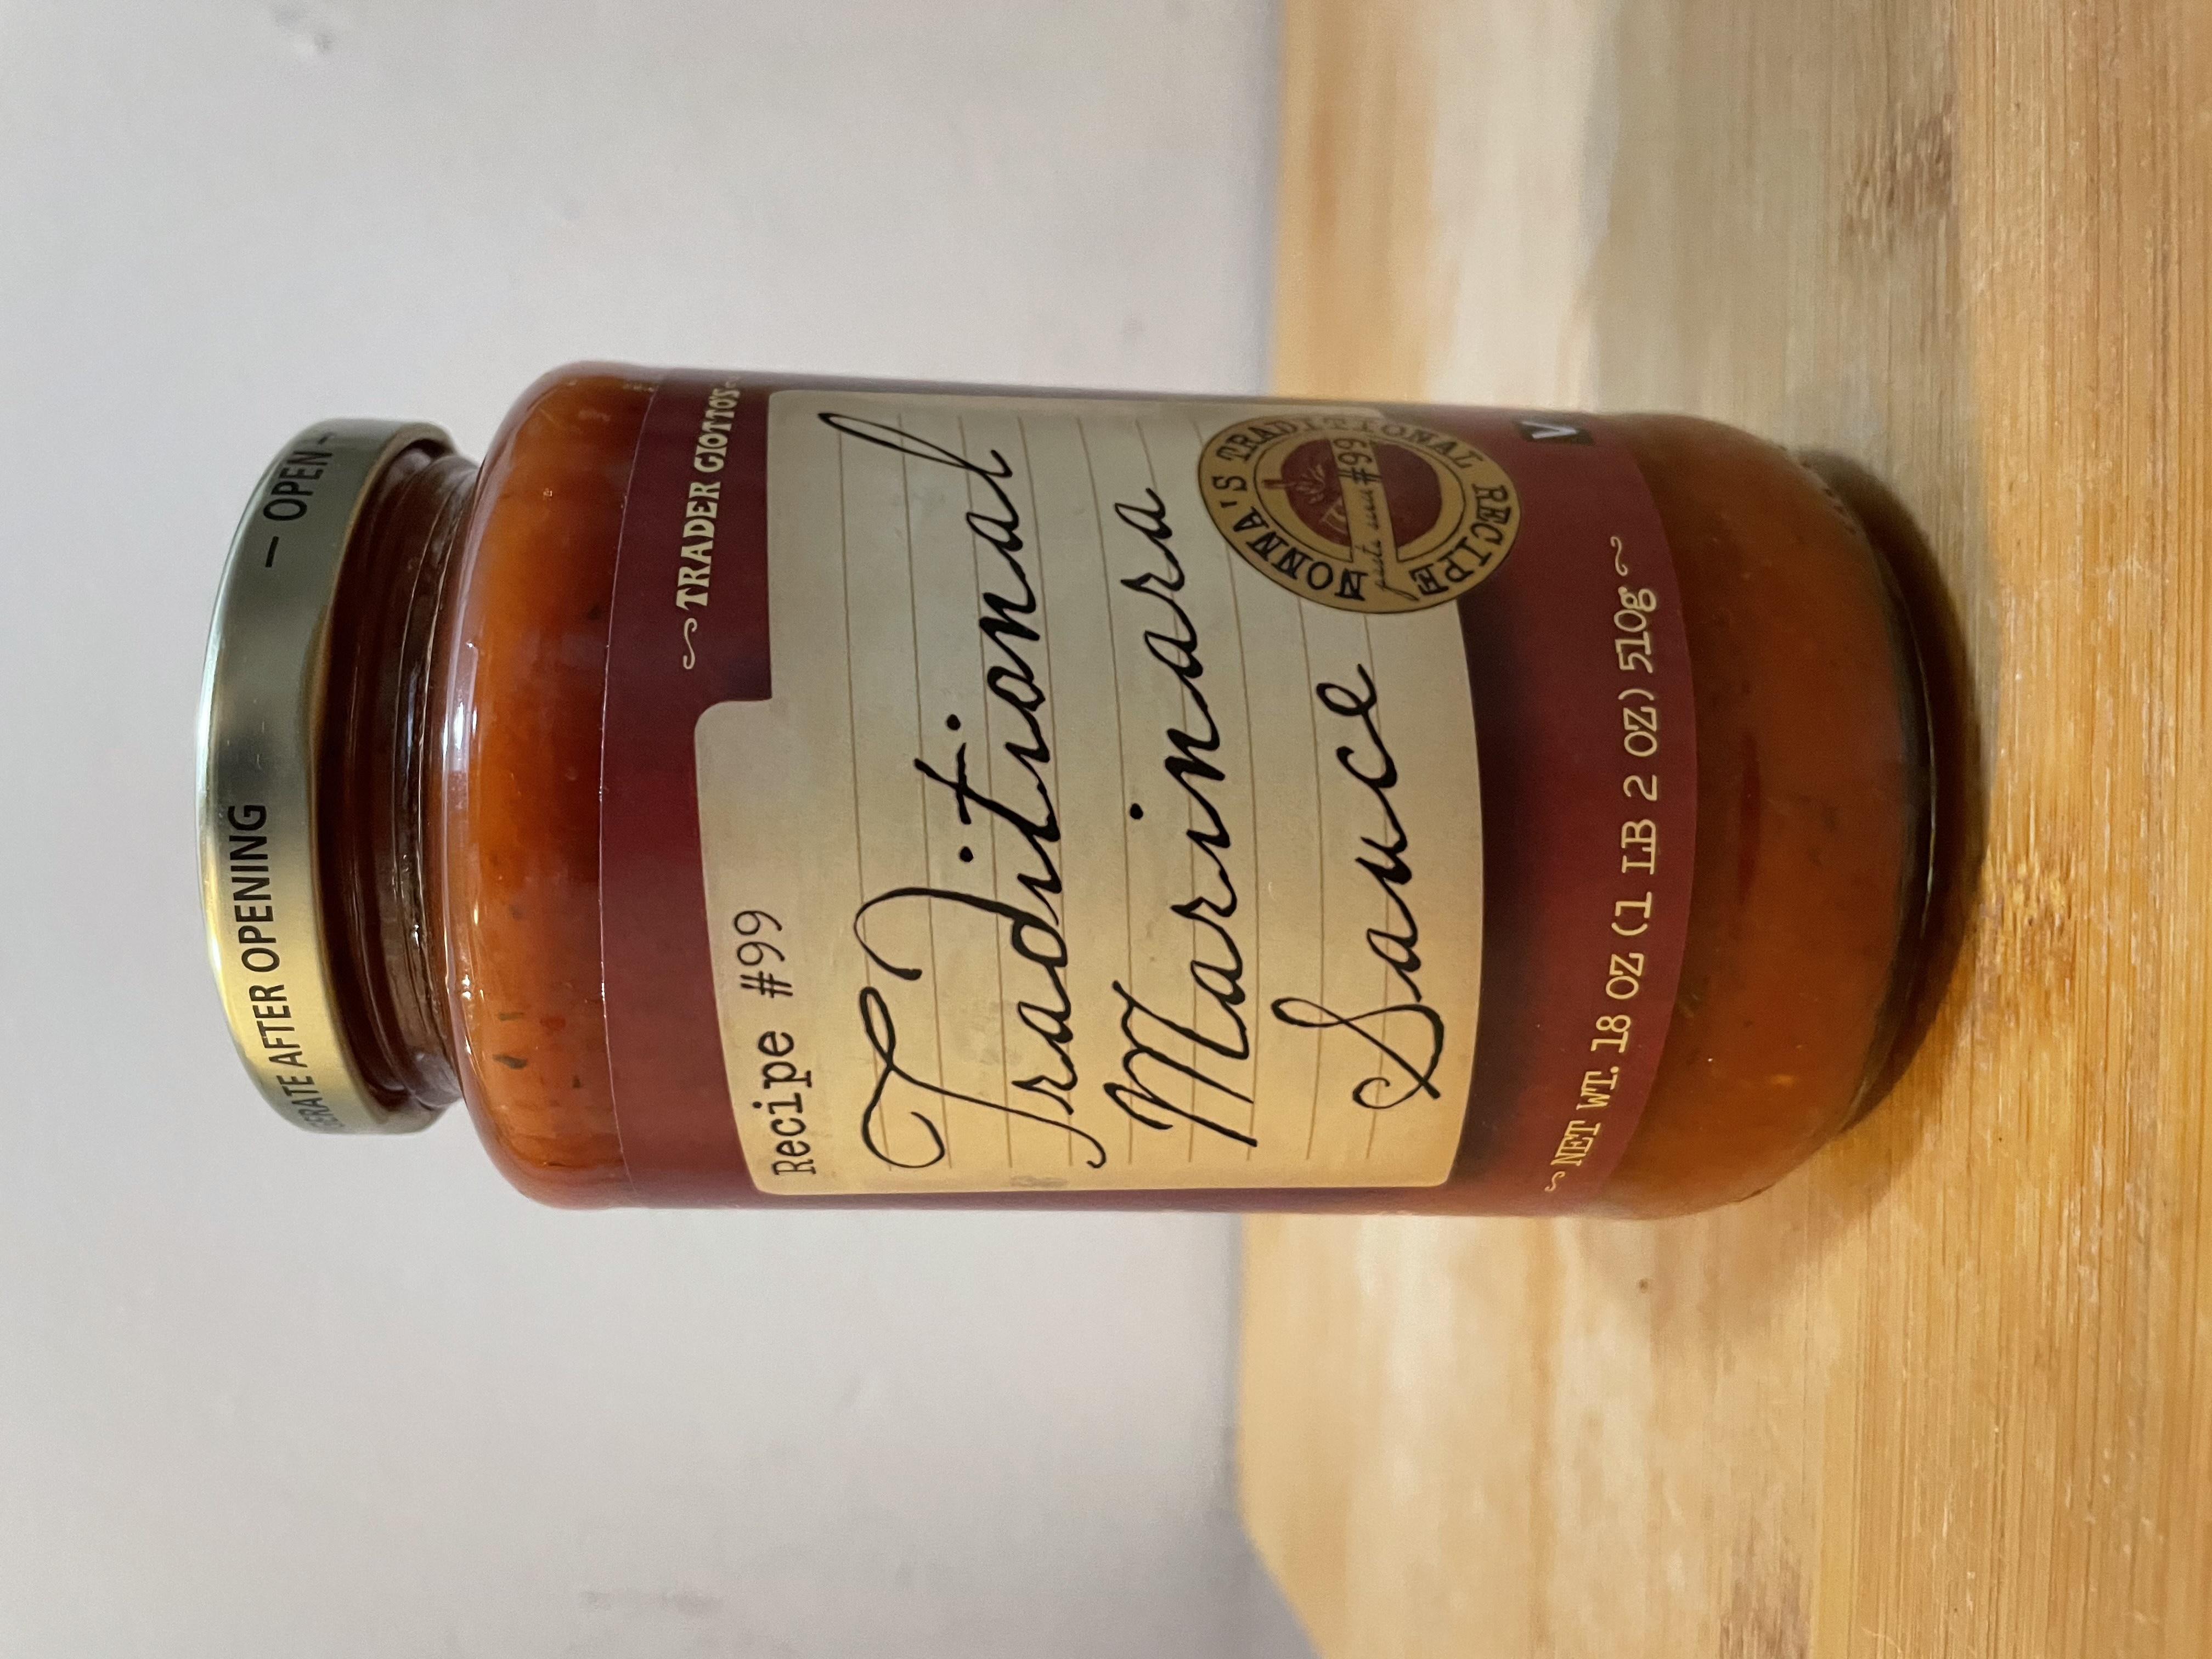 AFTER OPENING
— OPEN —
TRADER GIOTTO'S
Recipe #99
Traditional
Marinara
Sauce
NONNA'S TRADITIONAL RECIPE
#99
NET WT. 18 OZ (1 LB 2 OZ) 510g